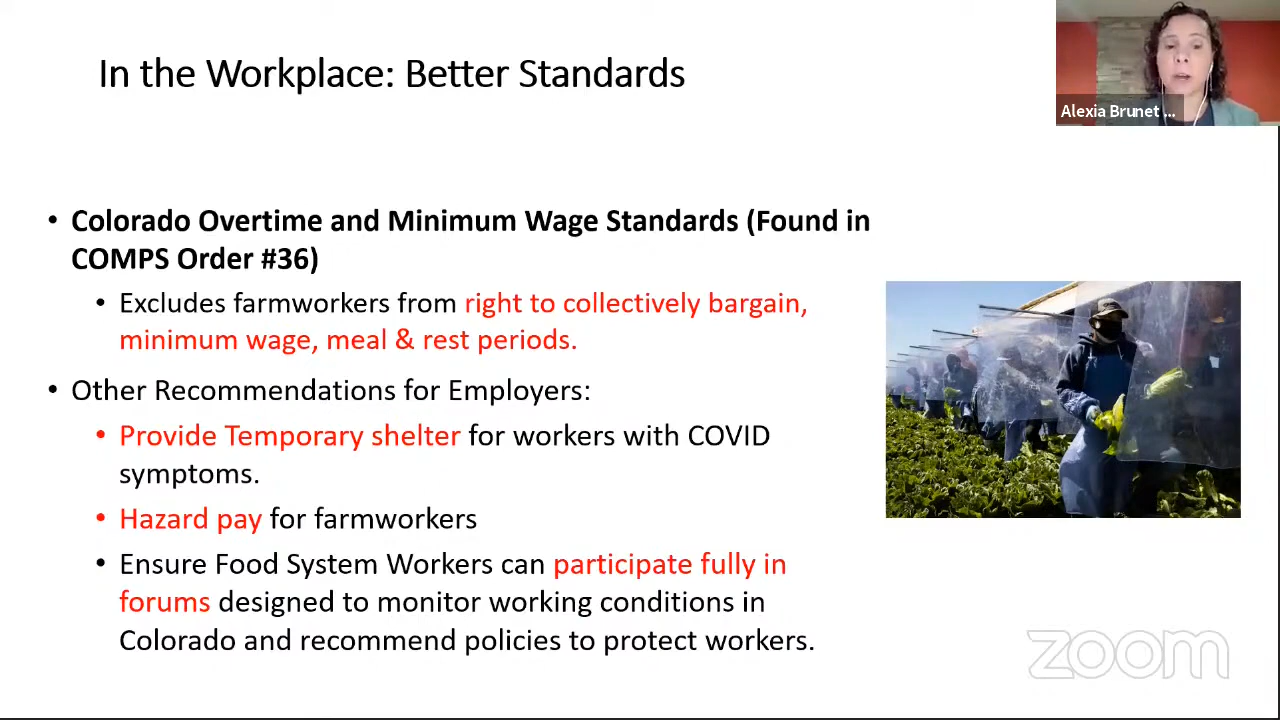 In the Workplace: Better Standards
Alexia Brunet ...
• Colorado Overtime and Minimum Wage Standards (Found in
COMPS Order #36)
• Excludes farmworkers from right to collectively bargain,
minimum wage, meal & rest periods.
• Other Recommendations for Employers:
• Provide Temporary shelter for workers with COVID
symptoms.
• Hazard pay for farmworkers
• Ensure Food System Workers can participate fully in
forums designed to monitor working conditions in
Colorado and recommend policies to protect workers.
zoom